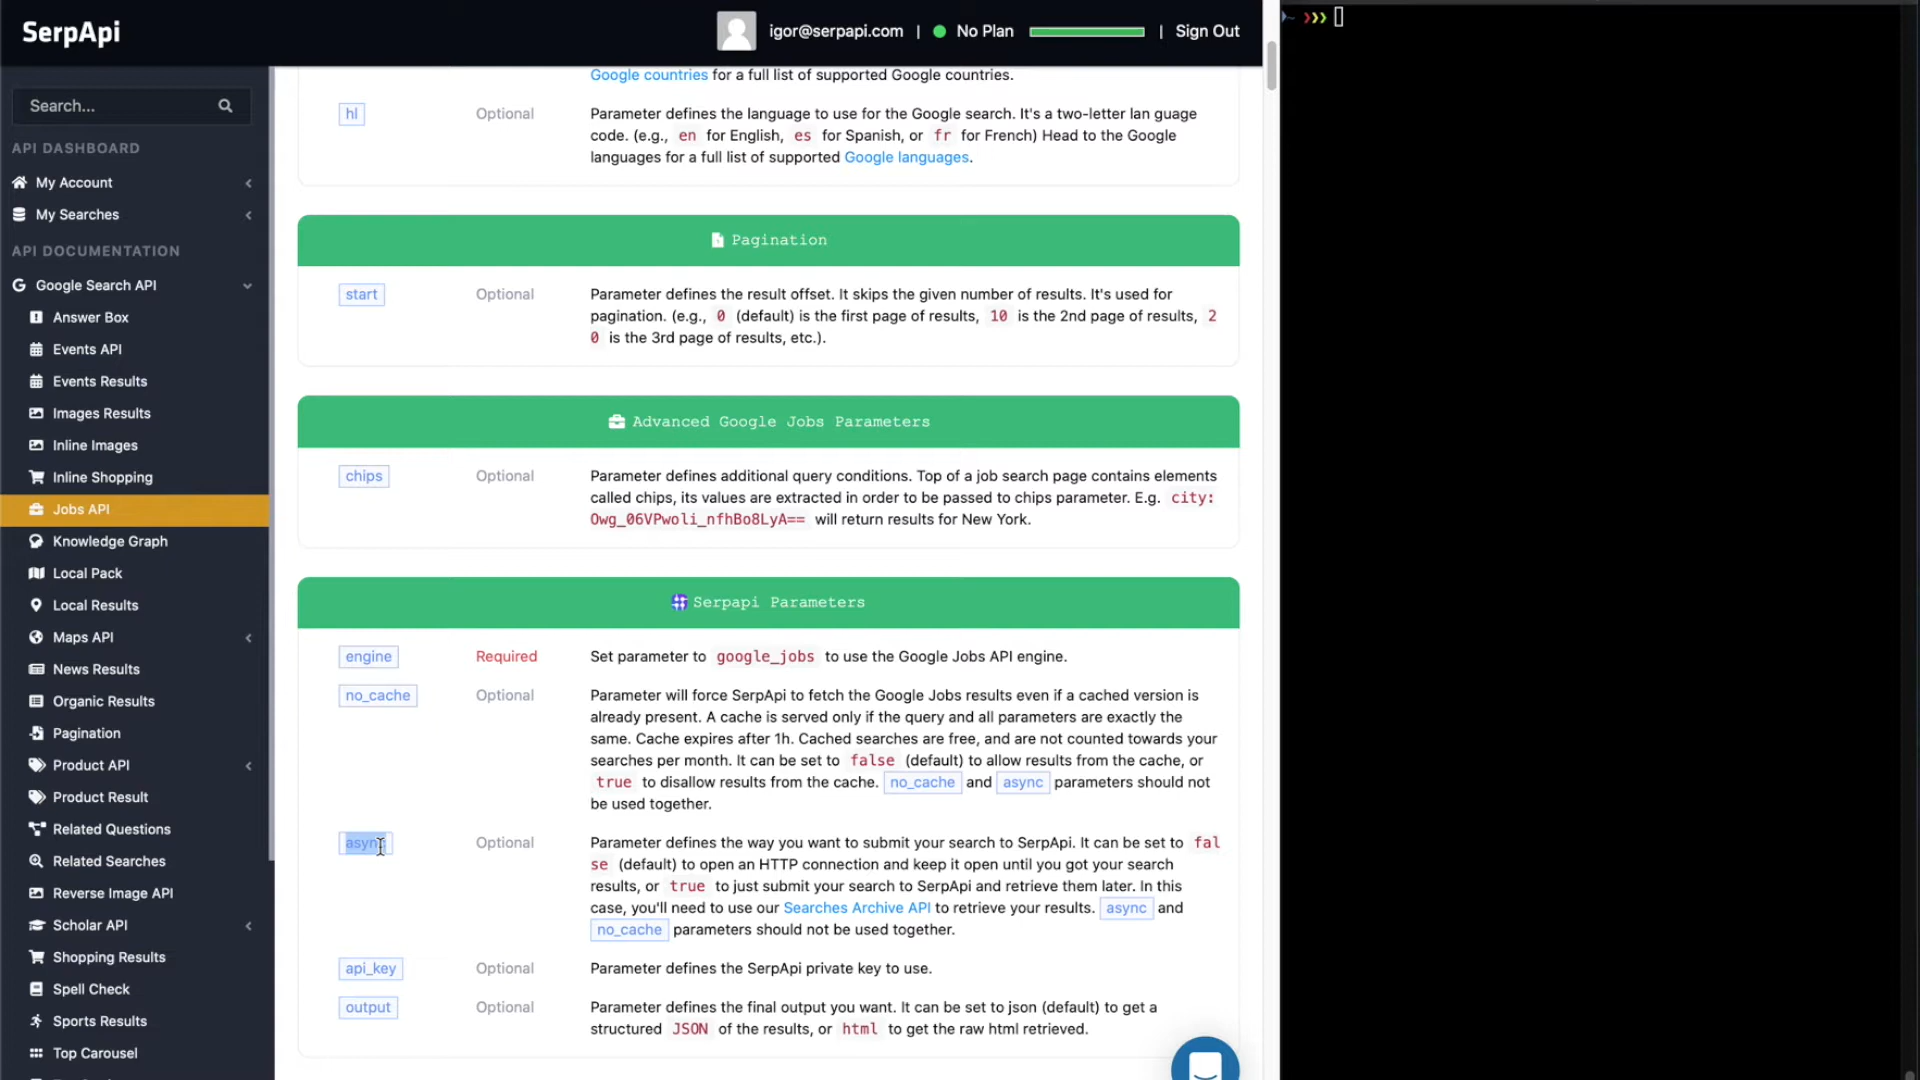 SerpApi
igor@serpapi.com | No Plan | Sign Out
Search...
API DASHBOARD
My Account
My Searches
API DOCUMENTATION
Google Search API
Answer Box
Events API
Events Results
Images Results
Inline Images
Inline Shopping
Jobs API
Knowledge Graph
Local Pack
Local Results
Maps API
News Results
Organic Results
Pagination
Product API
Product Result
Related Questions
Related Searches
Reverse Image API
Scholar API
Shopping Results
Spell Check
Sports Results
Top Carousel
Google countries for a full list of supported Google countries.
hl Optional Parameter defines the language to use for the Google search. It's a two-letter lan guage
code. (e.g., en for English, es for Spanish, or fr for French) Head to the Google
languages for a full list of supported Google languages.
Pagination
start Optional Parameter defines the result offset. It skips the given number of results. It's used for
pagination. (e.g., 0 (default) is the first page of results, 10 is the 2nd page of results, 2
0 is the 3rd page of results, etc.).
Advanced Google Jobs Parameters
chips Optional Parameter defines additional query conditions. Top of a job search page contains elements
called chips, its values are extracted in order to be passed to chips parameter. E.g. city:
Owg_06VPwoli_nfhBo8LyA== will return results for New York.
Serpapi Parameters
engine Required Set parameter to google_jobs to use the Google Jobs API engine.
no_cache Optional Parameter will force SerpApi to fetch the Google Jobs results even if a cached version is
already present. A cache is served only if the query and all parameters are exactly the
same. Cache expires after 1h. Cached searches are free, and are not counted towards your
searches per month. It can be set to false (default) to allow results from the cache, or
true to disallow results from the cache. no_cache and async parameters should not
be used together.
async Optional Parameter defines the way you want to submit your search to SerpApi. It can be set to fal
se (default) to open an HTTP connection and keep it open until you got your search
results, or true to just submit your search to SerpApi and retrieve them later. In this
case, you'll need to use our Searches Archive API to retrieve your results. async and
no_cache parameters should not be used together.
api_key Optional Parameter defines the SerpApi private key to use.
output Optional Parameter defines the final output you want. It can be set to json (default) to get a
structured JSON of the results, or html to get the raw html retrieved.
~ ❯❯❯